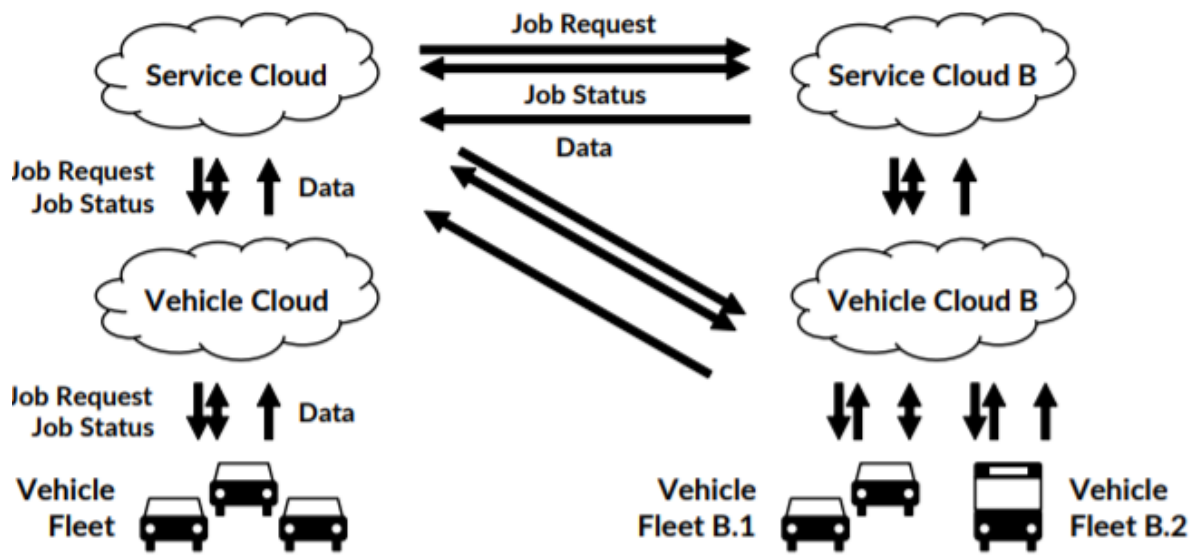 Job Request
Service Cloud
Service Cloud B
Job Status
Data
Job Request
Job Status
Data
Vehicle Cloud
Vehicle Cloud B
Job Request
Job Status
Data
Vehicle
Fleet
Vehicle
Fleet B.1
Vehicle
Fleet B.2